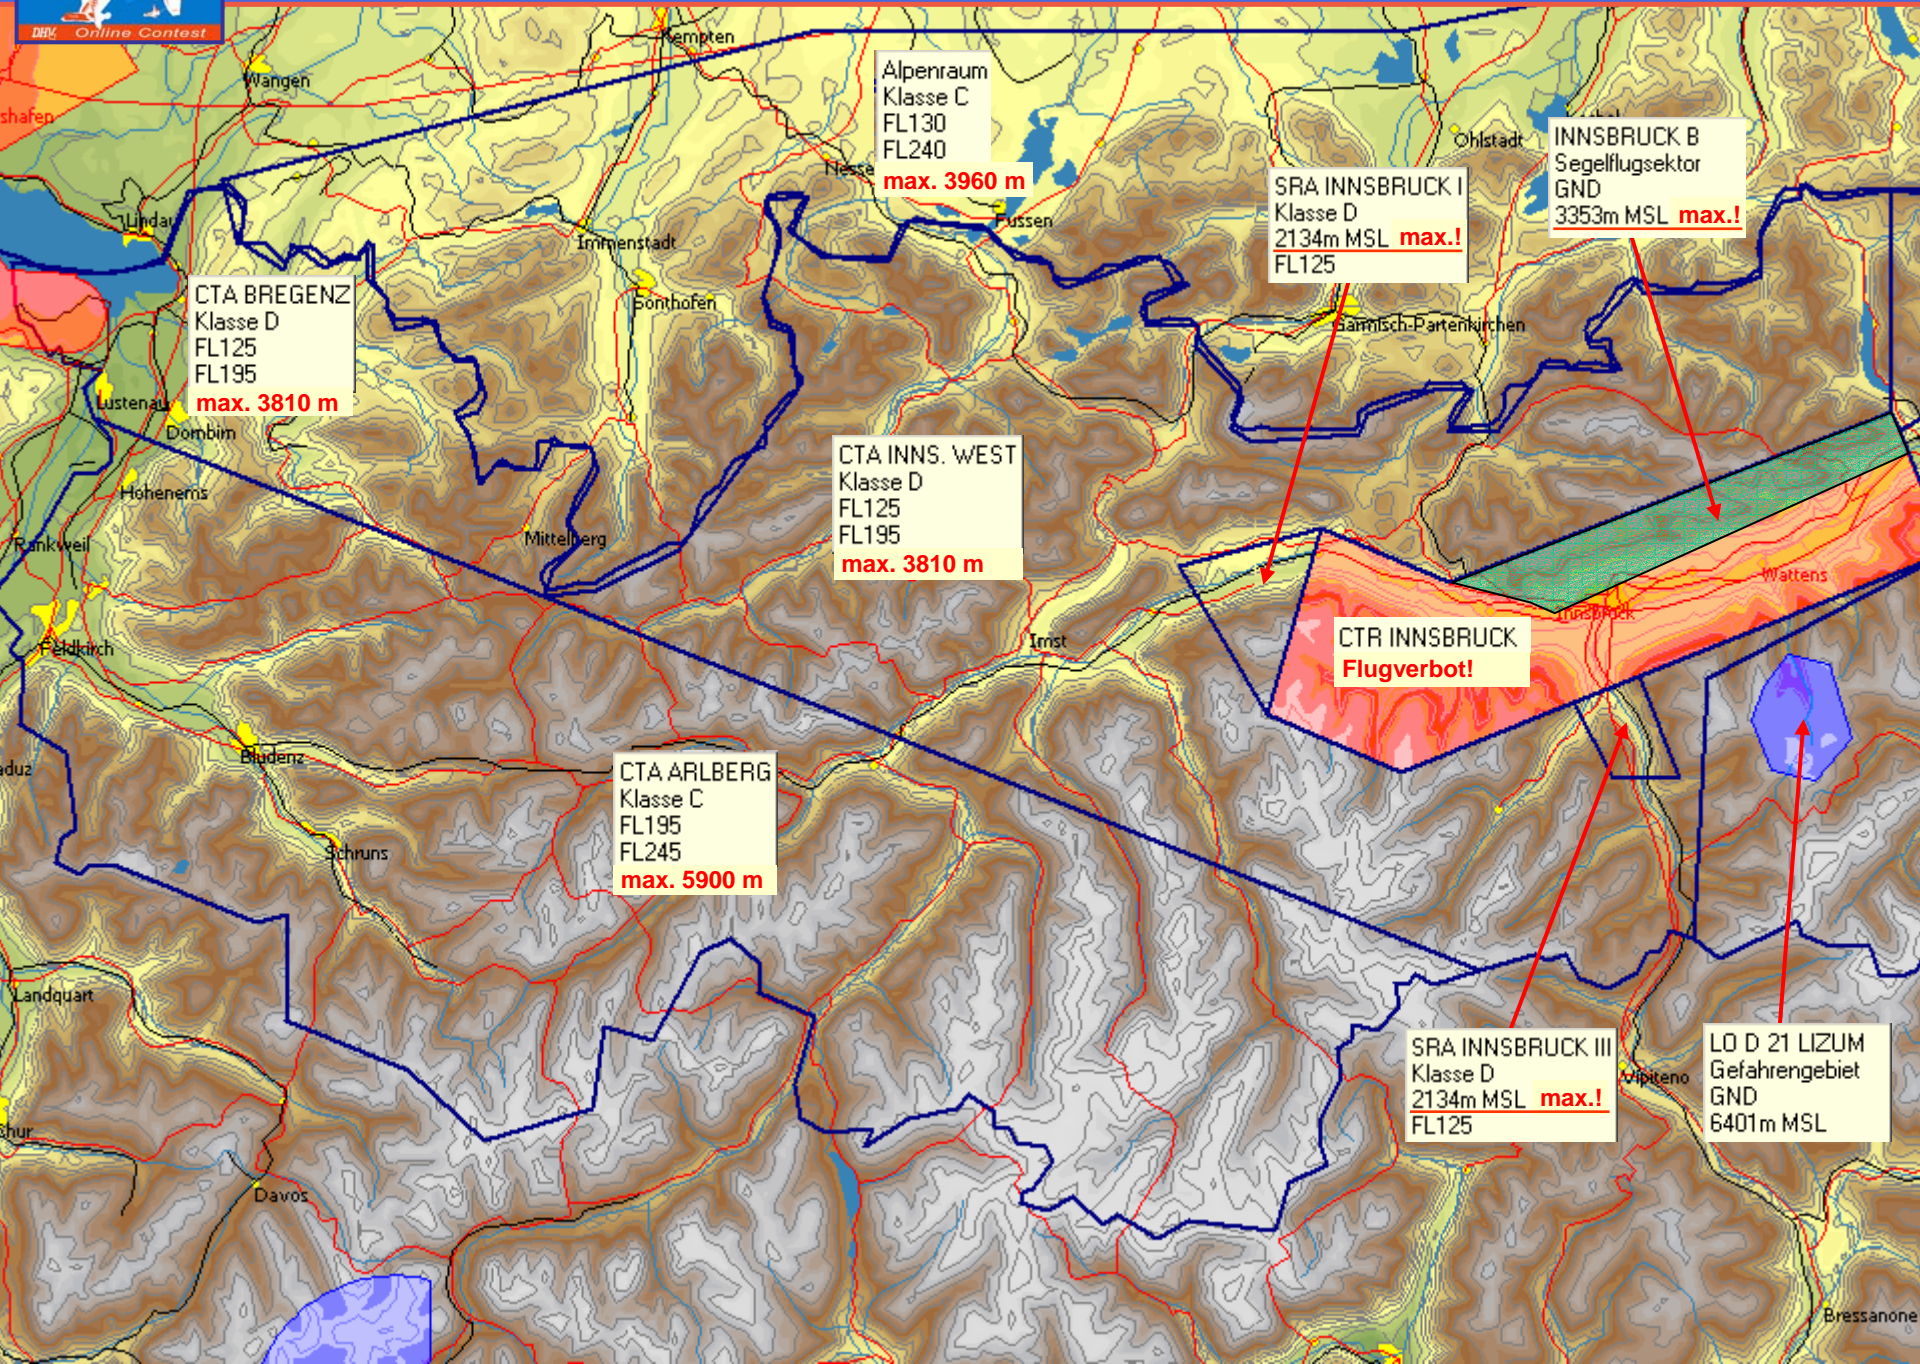 DHV Online Contest
Kempten
Wangen
Alpenraum
Klasse C
FL130
FL240
max. 3960 m
shafen
Nesse
Ohlstadt
INNSBRUCK B
Segelflugsektor
GND
3353m MSL max.!
SRA INNSBRUCK I
Klasse D
2134m MSL max.!
FL125
Lindau
Immenstadt
Füssen
Sonthofen
CTA BREGENZ
Klasse D
FL125
FL195
max. 3810 m
Garmisch-Partenkirchen
Lustenau
Dornbirn
CTA INNS. WEST
Klasse D
FL125
FL195
max. 3810 m
Hohenems
Rankweil
Mittelberg
Wattens
Innsbruck
CTR INNSBRUCK
Flugverbot!
Imst
Feldkirch
Bludenz
aduz
CTA ARLBERG
Klasse C
FL195
FL245
max. 5900 m
Schruns
Landquart
SRA INNSBRUCK III
Klasse D
2134m MSL max.!
FL125
LO D 21 LIZUM
Gefahrengebiet
GND
6401m MSL
Vipiteno
Chur
Davos
Bressanone